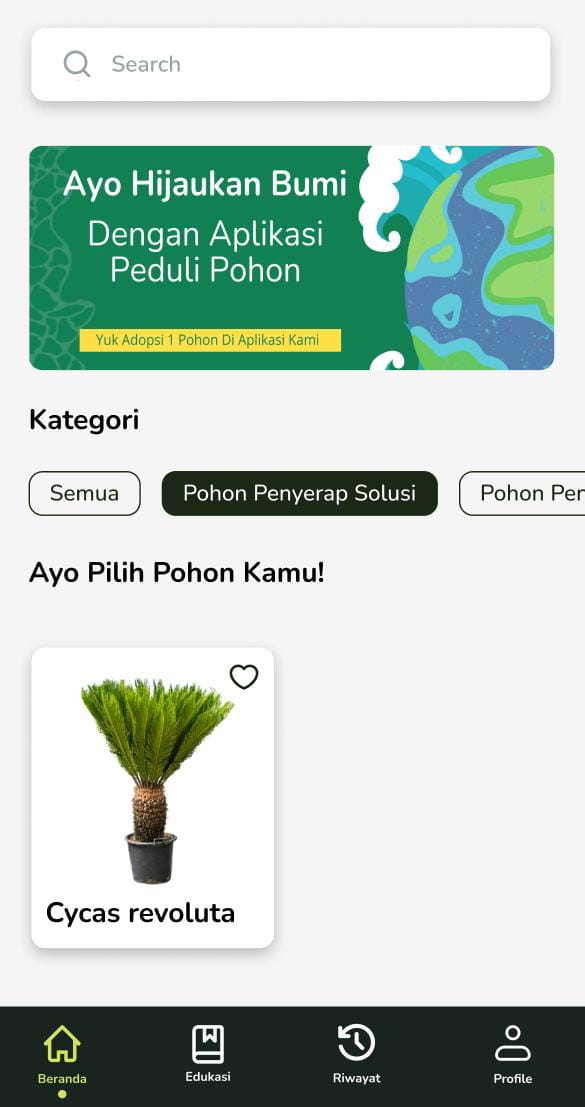 Search
Ayo Hijaukan Bumi
Dengan Aplikasi
Peduli Pohon
Yuk Adopsi 1 Pohon Di Aplikasi Kami
Kategori
Semua
Pohon Penyerap Solusi
Pohon Pen
Ayo Pilih Pohon Kamu!
Cycas revoluta
Beranda
Edukasi
Riwayat
Profile